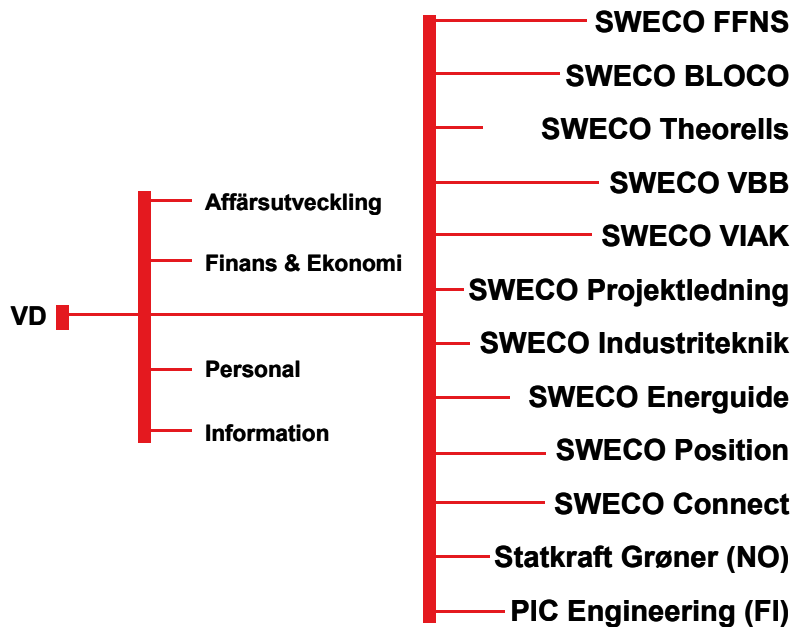 VD
Affärsutveckling
Finans & Ekonomi
Personal
Information
SWECO FFNS
SWECO BLOCO
SWECO Theorells
SWECO VBB
SWECO VIAK
SWECO Projektledning
SWECO Industriteknik
SWECO Energuide
SWECO Position
SWECO Connect
Statkraft Grøner (NO)
PIC Engineering (FI)